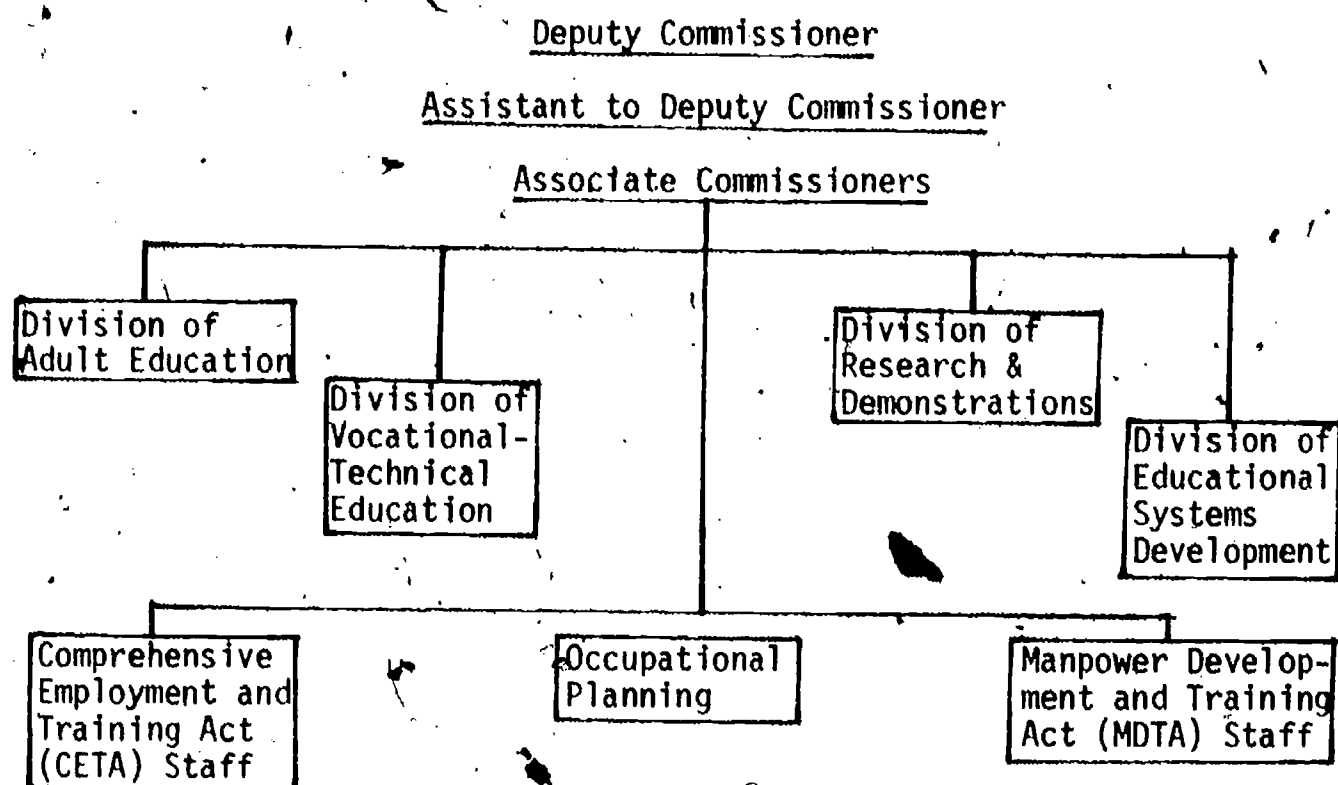 Deputy Commissioner
Assistant to Deputy Commissioner
Associate Commissioners
Division of
Adult Education
Division of
Vocational-
Technical
Education
Division of
Research &
Demonstrations
Division of
Educational
Systems
Development
Comprehensive
Employment and
Training Act
(CETA) Staff
Occupational
Planning
Manpower Develop-
ment and Training
Act (MDTA) Staff